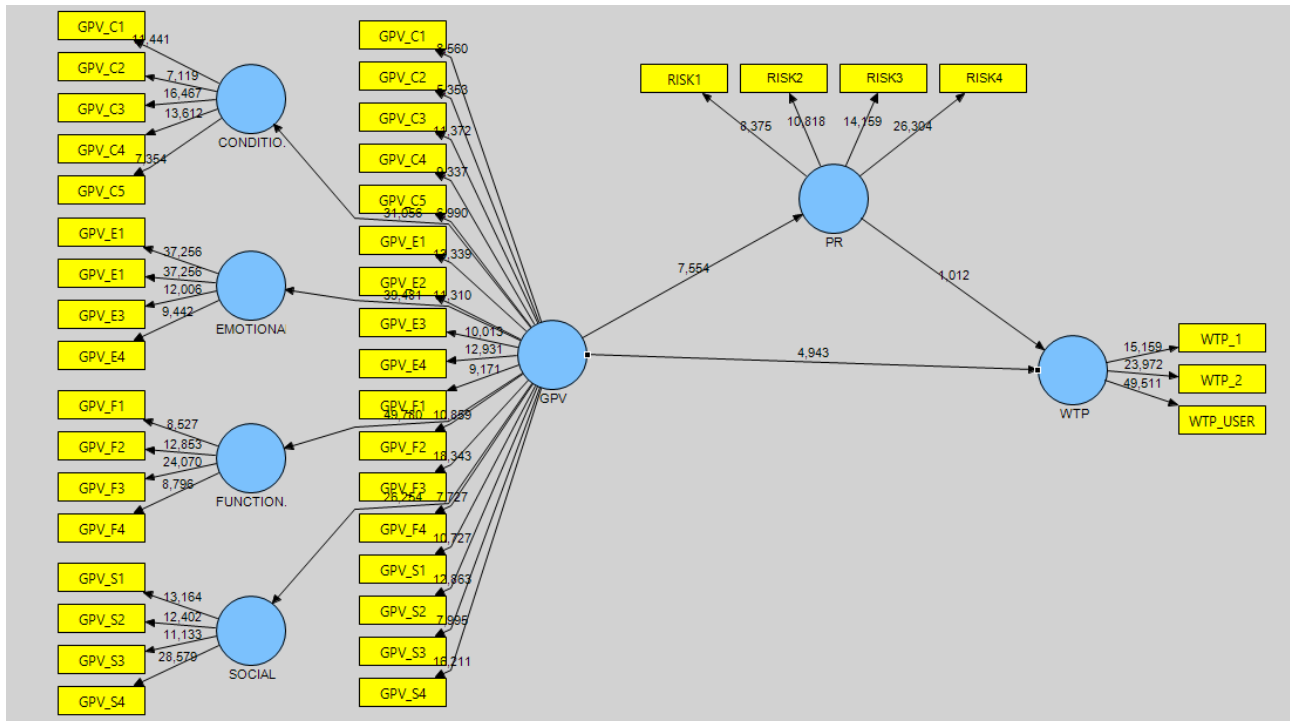 GPV_C1
11,441
GPV_C2
7,119
GPV_C3
16,467
GPV_C4
13,612
GPV_C5
7,354
CONDITIO.
GPV_E1
37,256
GPV_E1
37,256
GPV_E3
12,006
GPV_E4
9,442
EMOTIONA
GPV_F1
8,527
GPV_F2
12,853
GPV_F3
24,070
GPV_F4
8,796
FUNCTION.
GPV_S1
13,164
GPV_S2
12,402
GPV_S3
11,133
GPV_S4
28,579
SOCIAL
GPV_C1
8,560
GPV_C2
5,353
GPV_C3
11,372
GPV_C4
9,337
GPV_C5
31,056
6,990
GPV_E1
12,339
GPV_E2
39,481
11,310
GPV_E3
10,013
GPV_E4
12,931
9,171
GPV_F1
49,780
10,859
GPV_F2
18,343
GPV_F3
26,254
7,727
GPV_F4
10,727
GPV_S1
12,863
GPV_S2
7,995
GPV_S3
16,211
GPV_S4
GPV
RISK1
RISK2
RISK3
RISK4
8,375
10,818
14,159
26,304
PR
7,554
1,012
4,943
WTP
15,159
WTP_1
23,972
WTP_2
49,511
WTP_USER